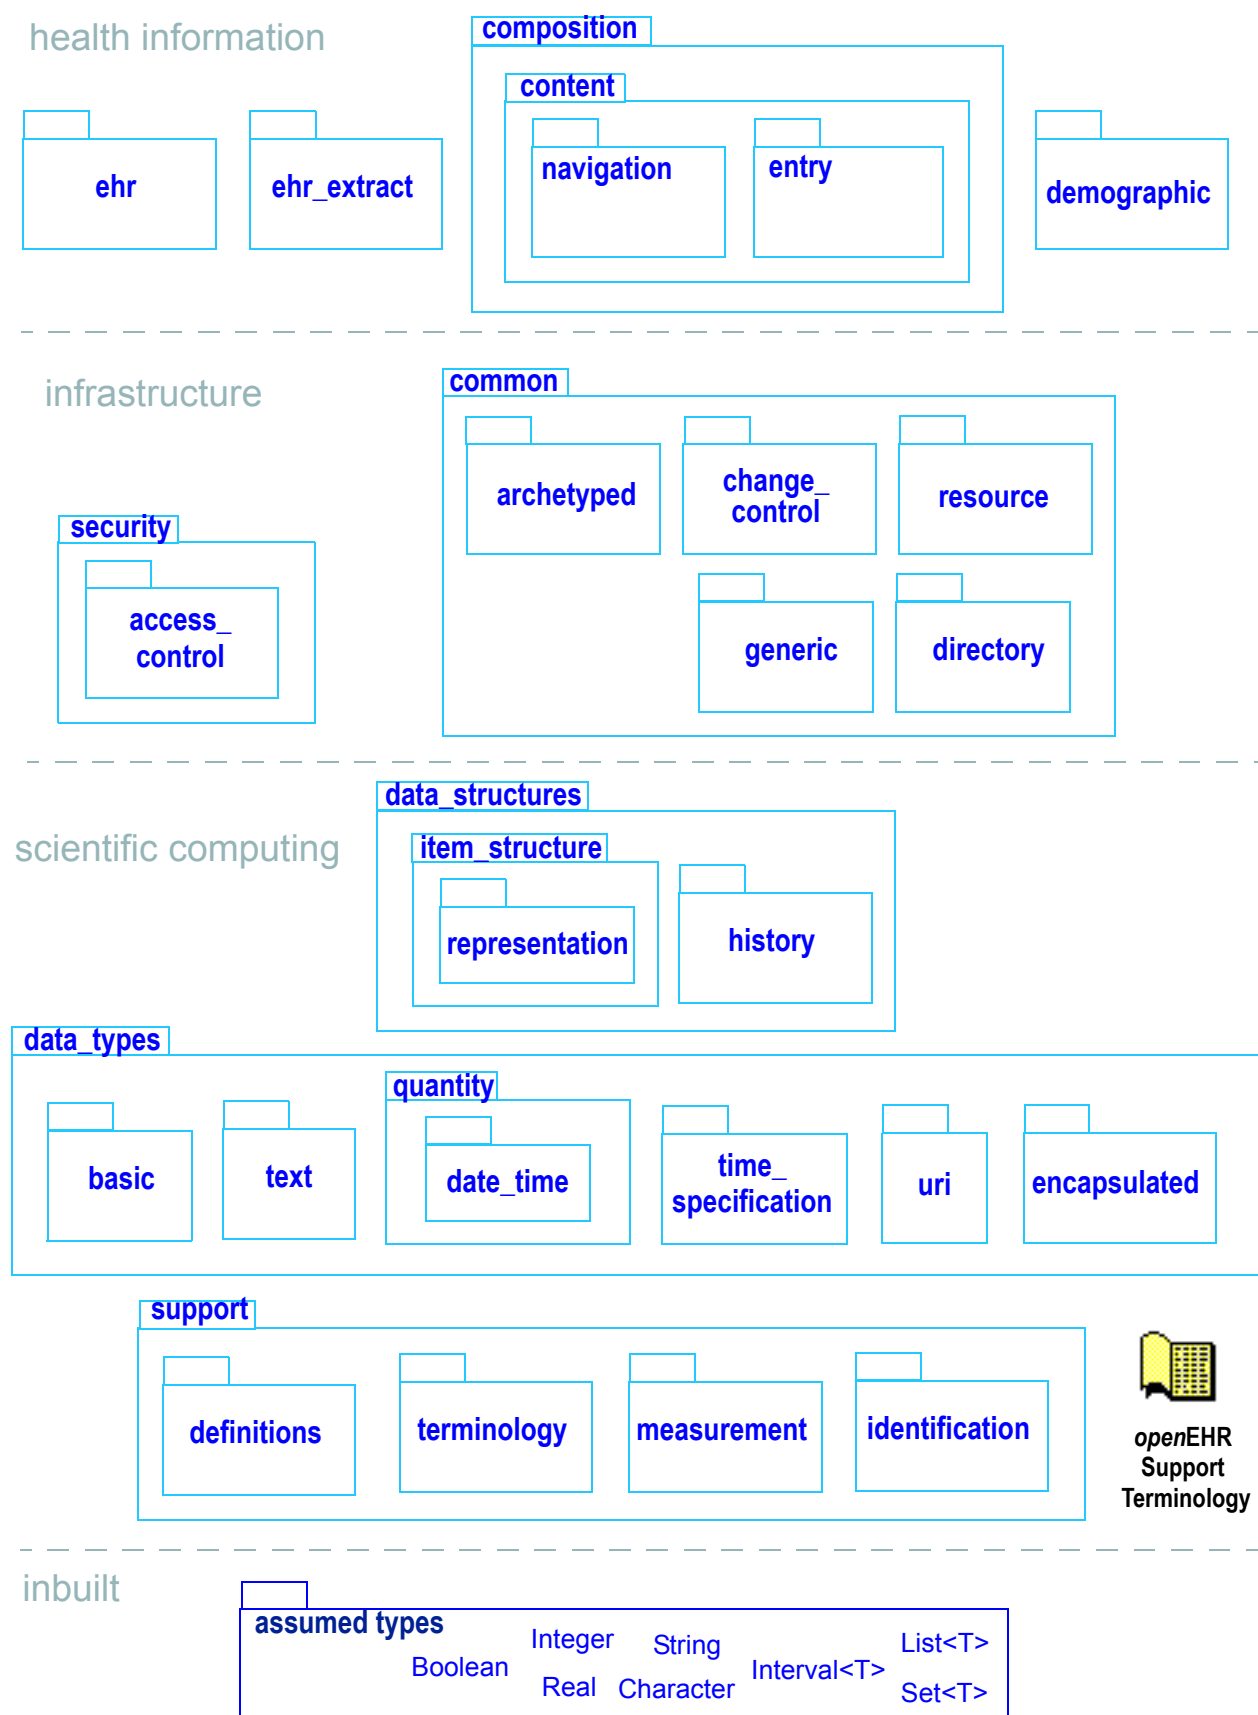 health information
composition
content
navigation
entry
ehr
ehr_extract
demographic
infrastructure
common
archetyped
change_
control
resource
security
access_
control
generic
directory
data_structures
scientific computing
item_structure
representation
history
data_types
quantity
basic
text
date_time
time_
specification
uri
encapsulated
support
definitions
terminology
measurement
identification
openEHR
Support
Terminology
inbuilt
assumed types
Boolean
Integer
Real
String
Character
Interval<T>
List<T>
Set<T>